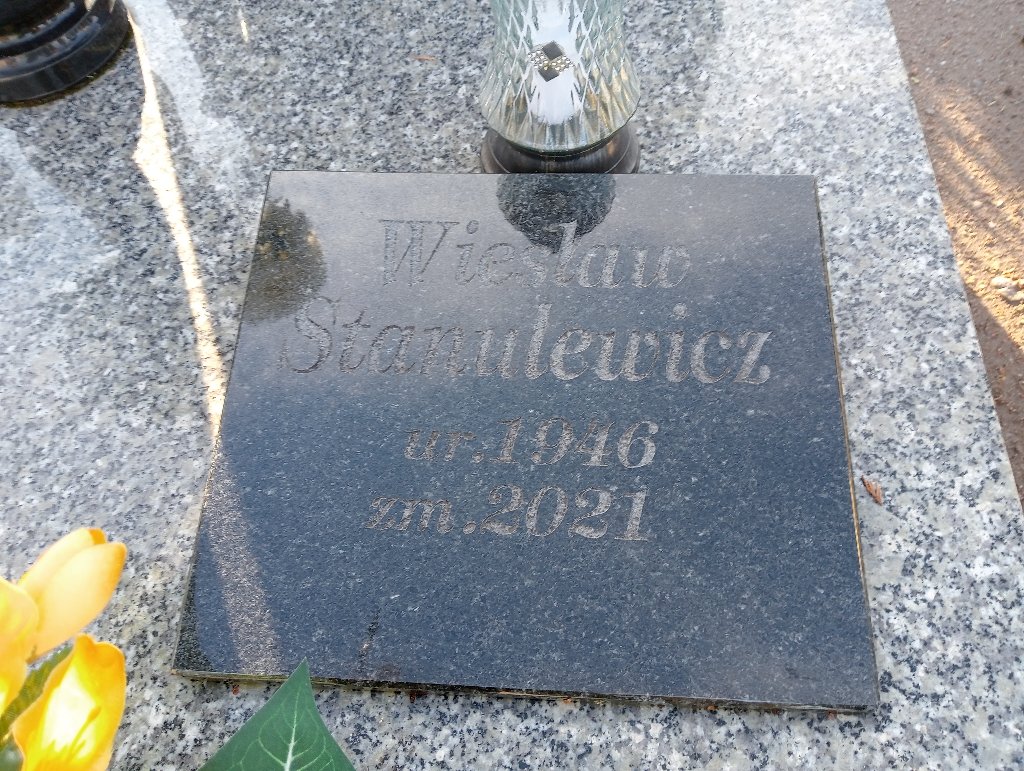 Wiesław
Stanulewicz
ur.1946
zm.2021